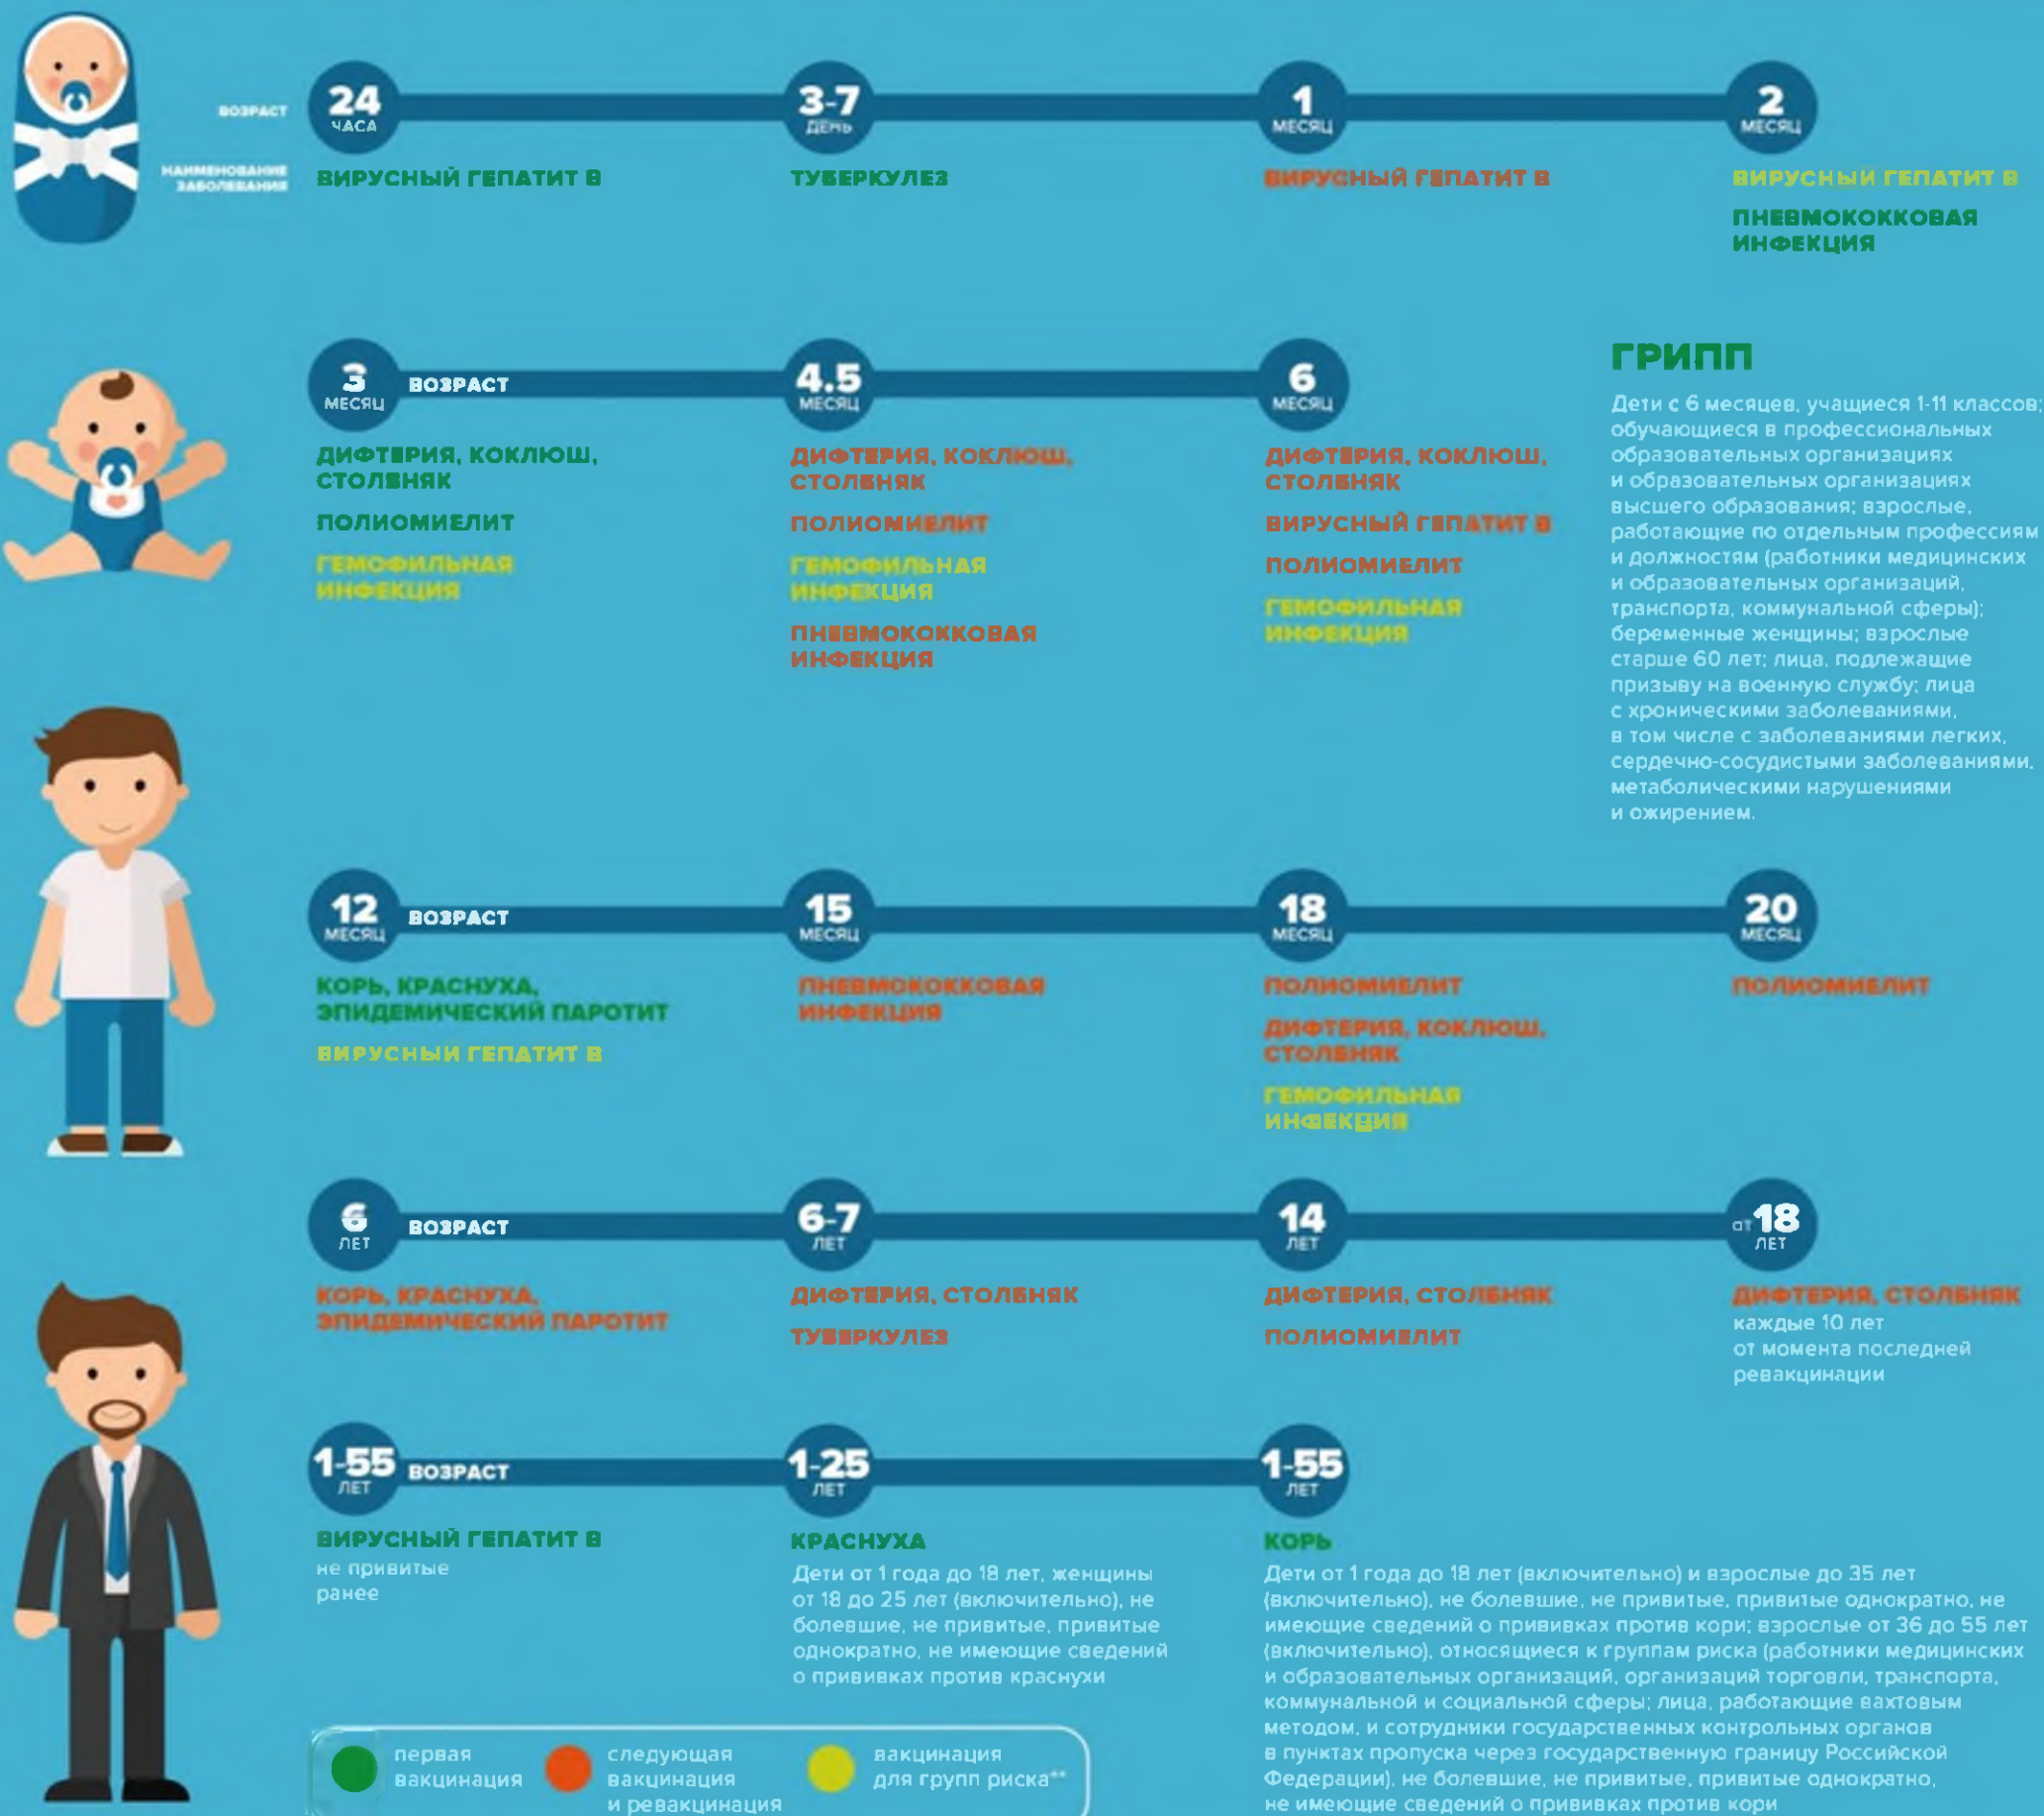 ВОЗРАСТ
24
ЧАСА
3-7
ДЕНЬ
1
МЕСЯЦ
2
МЕСЯЦ
НАИМЕНОВАНИЕ
ЗАБОЛЕВАНИЯ
ВИРУСНЫЙ ГЕПАТИТ В
ТУБЕРКУЛЕЗ
ВИРУСНЫЙ ГЕПАТИТ В
ВИРУСНЫЙ ГЕПАТИТ В
ПНЕВМОКОККОВАЯ
ИНФЕКЦИЯ
3
МЕСЯЦ
ВОЗРАСТ
4.5
МЕСЯЦ
6
МЕСЯЦ
ДИФТЕРИЯ, КОКЛЮШ,
СТОЛБНЯК
ПОЛИОМИЕЛИТ
ГЕМОФИЛЬНАЯ
ИНФЕКЦИЯ
ДИФТЕРИЯ, КОКЛЮШ,
СТОЛБНЯК
ПОЛИОМИЕЛИТ
ГЕМОФИЛЬНАЯ
ИНФЕКЦИЯ
ПНЕВМОКОККОВАЯ
ИНФЕКЦИЯ
ДИФТЕРИЯ, КОКЛЮШ,
СТОЛБНЯК
ВИРУСНЫЙ ГЕПАТИТ В
ПОЛИОМИЕЛИТ
ГЕМОФИЛЬНАЯ
ИНФЕКЦИЯ
ГРИПП
Дети с 6 месяцев, учащиеся 1-11 классов;
обучающиеся в профессиональных
образовательных организациях
и образовательных организациях
высшего образования; взрослые,
работающие по отдельным профессиям
и должностям (работники медицинских
и образовательных организаций,
транспорта, коммунальной сферы);
беременные женщины; взрослые
старше 60 лет; лица, подлежащие
призыву на военную службу; лица
с хроническими заболеваниями,
в том числе с заболеваниями легких,
сердечно-сосудистыми заболеваниями,
метаболическими нарушениями
и ожирением.
12
МЕСЯЦ
ВОЗРАСТ
15
МЕСЯЦ
18
МЕСЯЦ
20
МЕСЯЦ
КОРЬ, КРАСНУХА,
ЭПИДЕМИЧЕСКИЙ ПАРОТИТ
ВИРУСНЫЙ ГЕПАТИТ В
ПНЕВМОКОККОВАЯ
ИНФЕКЦИЯ
ПОЛИОМИЕЛИТ
ДИФТЕРИЯ, КОКЛЮШ,
СТОЛБНЯК
ГЕМОФИЛЬНАЯ
ИНФЕКЦИЯ
ПОЛИОМИЕЛИТ
6
ЛЕТ
ВОЗРАСТ
6-7
ЛЕТ
14
ЛЕТ
от 18
ЛЕТ
КОРЬ, КРАСНУХА,
ЭПИДЕМИЧЕСКИЙ ПАРОТИТ
ДИФТЕРИЯ, СТОЛБНЯК
ТУБЕРКУЛЕЗ
ДИФТЕРИЯ, СТОЛБНЯК
ПОЛИОМИЕЛИТ
ДИФТЕРИЯ, СТОЛБНЯК
каждые 10 лет
от момента последней
ревакцинации
1-55
ЛЕТ
ВОЗРАСТ
1-25
ЛЕТ
1-55
ЛЕТ
ВИРУСНЫЙ ГЕПАТИТ В
не привитые
ранее
КРАСНУХА
Дети от 1 года до 18 лет, женщины
от 18 до 25 лет (включительно), не
болевшие, не привитые, привитые
однократно, не имеющие сведений
о прививках против краснухи
КОРЬ
Дети от 1 года до 18 лет (включительно) и взрослые до 35 лет
(включительно), не болевшие, не привитые, привитые однократно, не
имеющие сведений о прививках против кори; взрослые от 36 до 55 лет
(включительно), относящиеся к группам риска (работники медицинских
и образовательных организаций, организаций торговли, транспорта,
коммунальной и социальной сферы; лица, работающие вахтовым
методом, и сотрудники государственных контрольных органов
в пунктах пропуска через государственную границу Российской
Федерации), не болевшие, не привитые, привитые однократно,
не имеющие сведений о прививках против кори
первая
вакцинация
следующая
вакцинация
и ревакцинация
вакцинация
для групп риска**